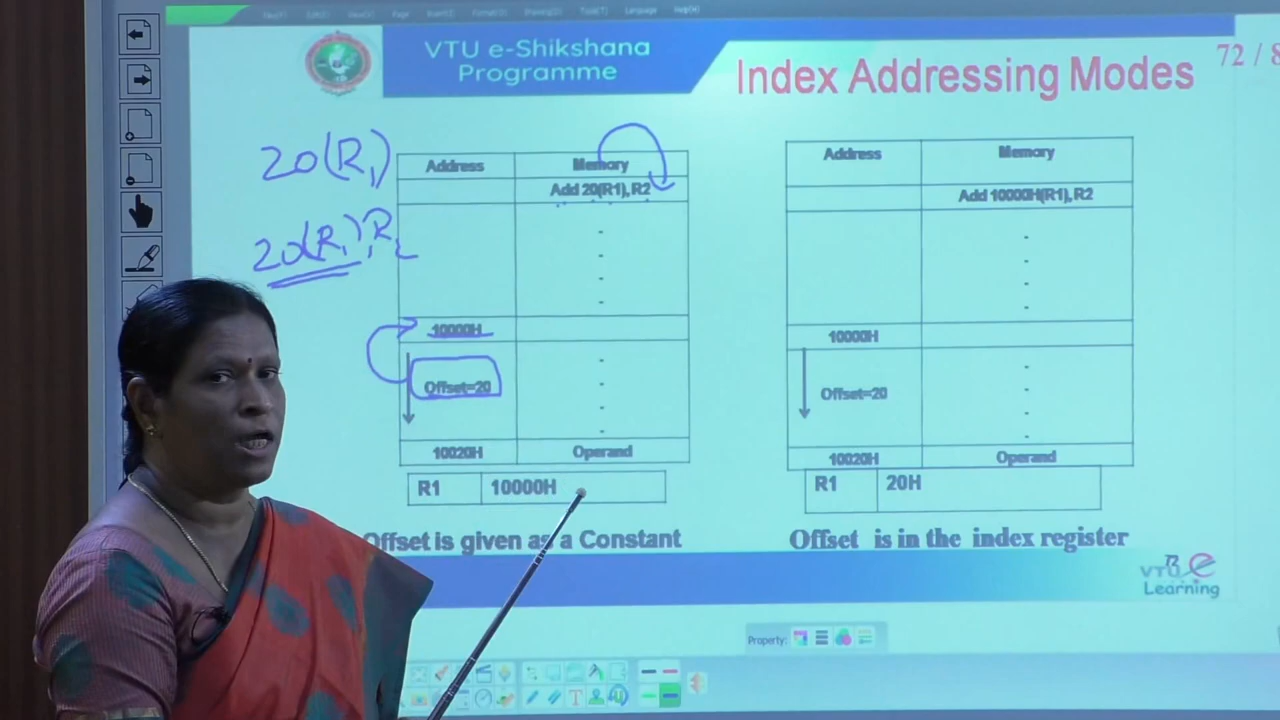 VTU e-Shikshana
Programme
Index Addressing Modes
72 / 8
20(R1)
20(R1), R2
Address Memory
Add 20(R1), R2
10000H
Offset=20
10020H Operand
R1 10000H
Offset is given as a Constant
Address Memory
Add 10000H(R1), R2
10000H
Offset=20
10020H Operand
R1 20H
Offset is in the index register
VTU e
Learning
Property: